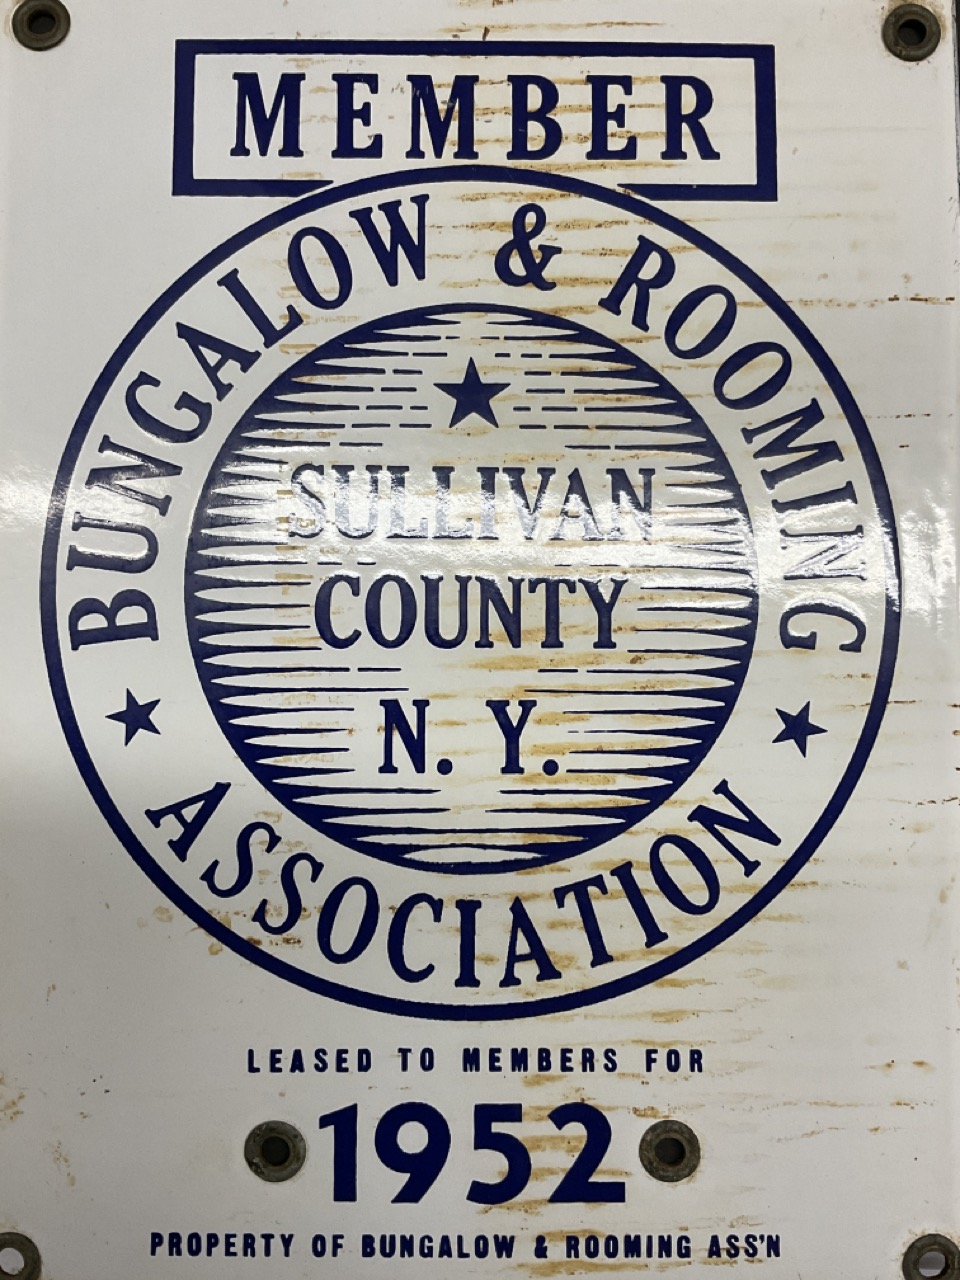 MEMBER
BUNGALOW & ROOMING
ASSOCIATION
SULLIVAN
COUNTY
N. Y.
LEASED TO MEMBERS FOR
1952
PROPERTY OF BUNGALOW & ROOMING ASS'N